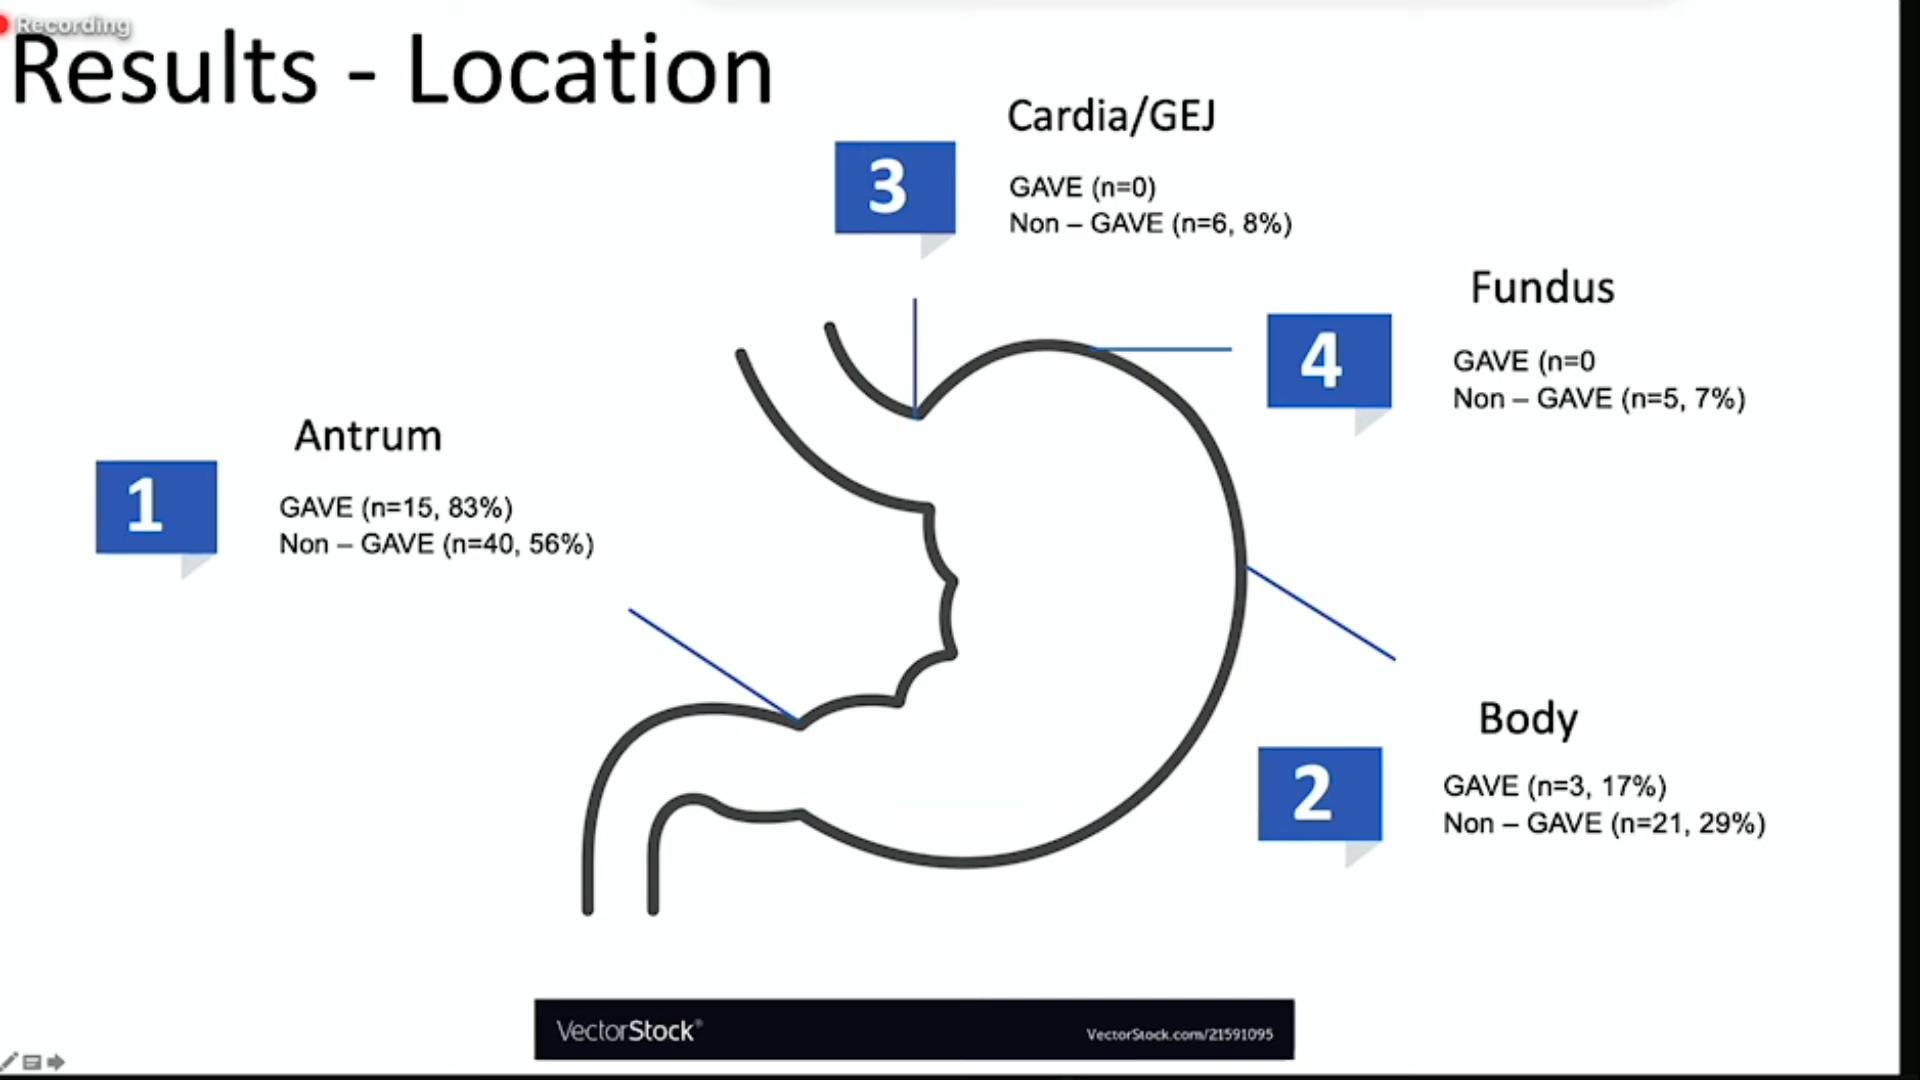 Recording
Results - Location
Cardia/GEJ
3
GAVE (n=0)
Non – GAVE (n=6, 8%)
Fundus
4
GAVE (n=0
Non – GAVE (n=5, 7%)
Antrum
1
GAVE (n=15, 83%)
Non – GAVE (n=40, 56%)
Body
2
GAVE (n=3, 17%)
Non – GAVE (n=21, 29%)
VectorStock®
VectorStock.com/21591095